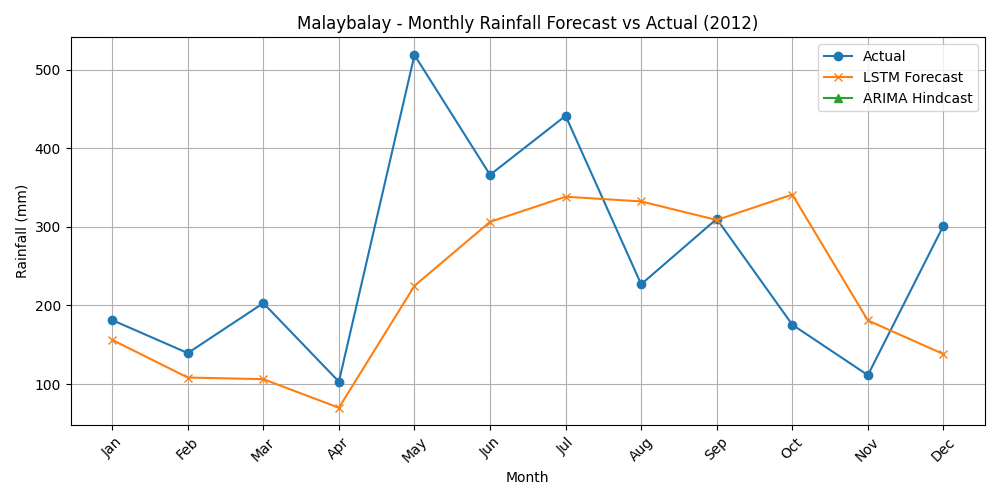 Malaybalay - Monthly Rainfall Forecast vs Actual (2012)
Actual
LSTM Forecast
ARIMA Hindcast
Rainfall (mm)
500
400
300
200
100
Jan
Feb
Mar
Apr
May
Jun
Jul
Aug
Sep
Oct
Nov
Dec
Month